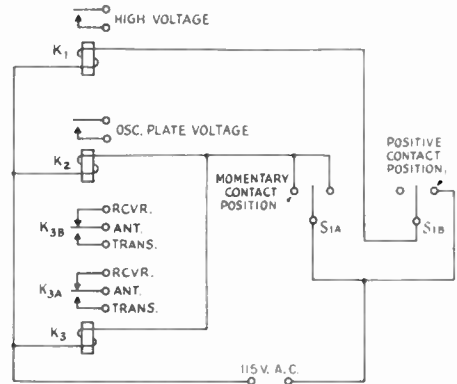 HIGH VOLTAGE
K1
OSC. PLATE VOLTAGE
K2
MOMENTARY
CONTACT
POSITION
POSITIVE
CONTACT
POSITION.
S1A
S1B
RCVR.
K3B
ANT.
TRANS.
RCVR.
K3A
ANT.
TRANS.
K3
115V. A.C.